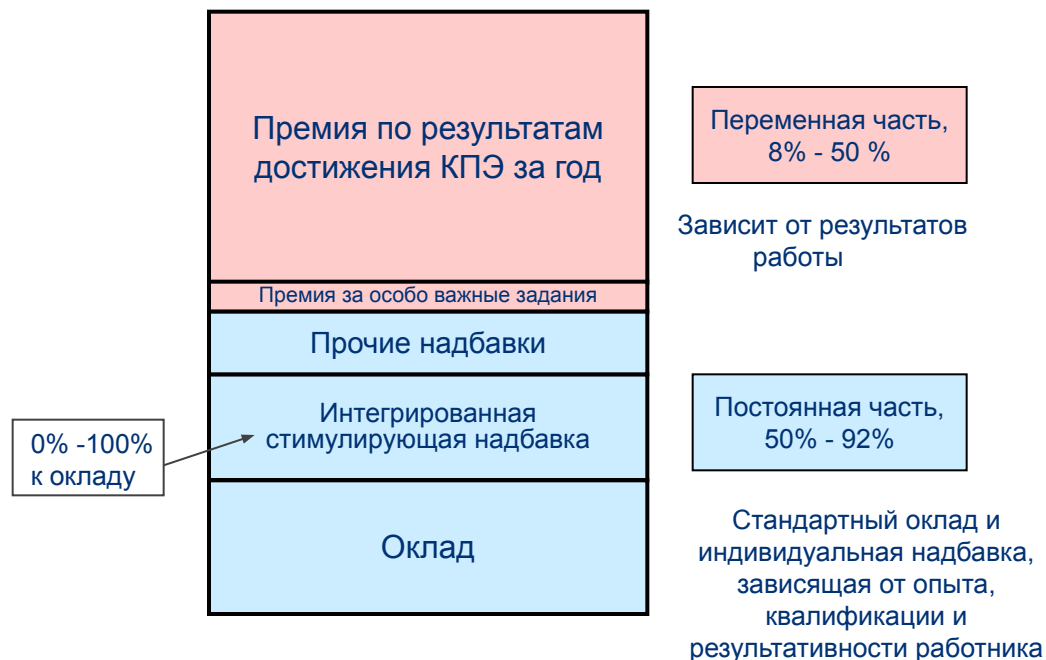 Премия по результатам
достижения КПЭ за год
Премия за особо важные задания
Прочие надбавки
Интегрированная
стимулирующая надбавка
Оклад
0% -100%
к окладу
Переменная часть,
8% - 50 %
Зависит от результатов
работы
Постоянная часть,
50% - 92%
Стандартный оклад и
индивидуальная надбавка,
зависящая от опыта,
квалификации и
результативности работника